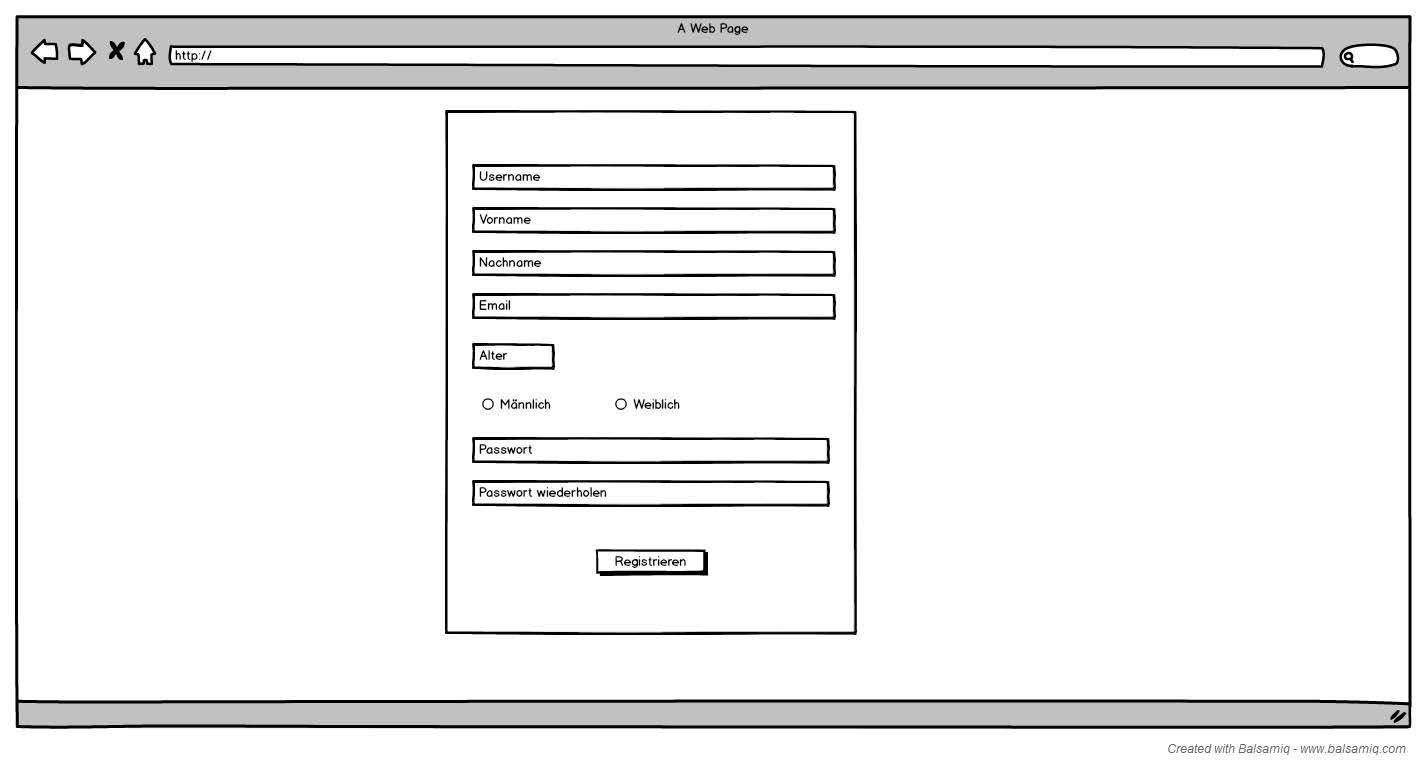 A Web Page
http://
Username
Vorname
Nachname
Email
Alter
Männlich Weiblich
Passwort
Passwort wiederholen
Registrieren
Created with Balsamiq - www.balsamiq.com